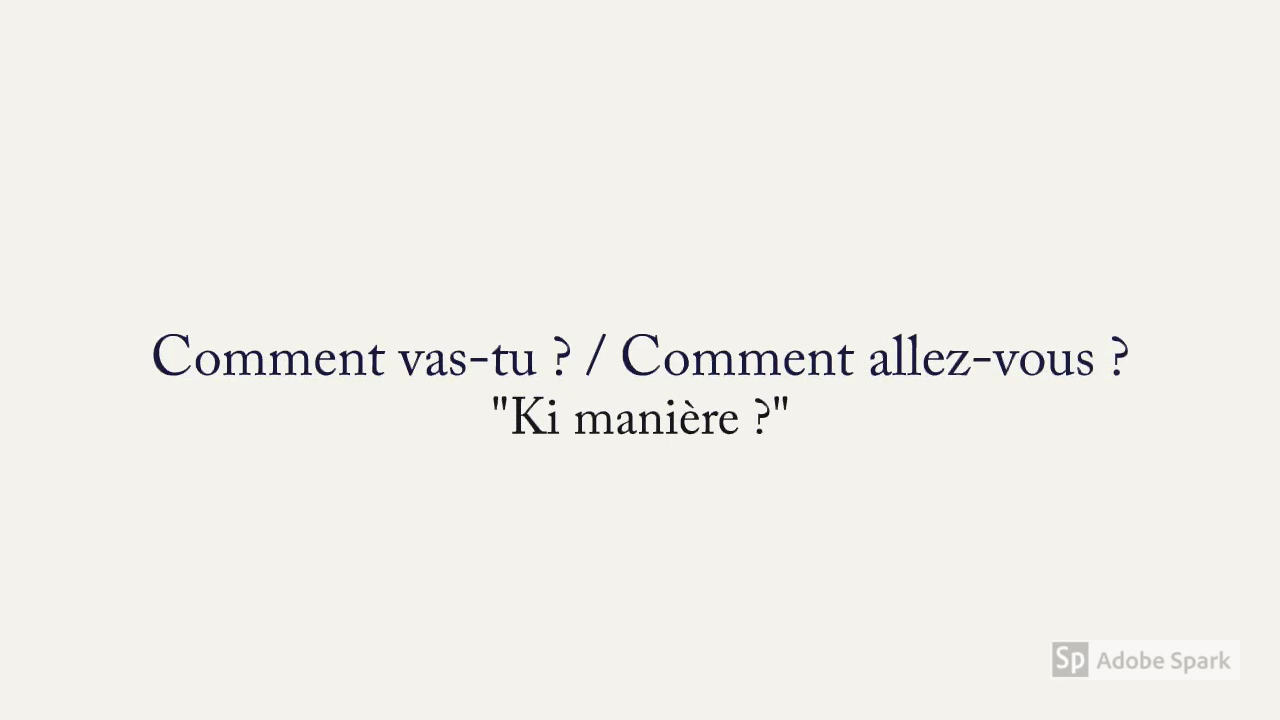 Comment vas-tu ? / Comment allez-vous ?
"Ki manière ?"
Sp Adobe Spark